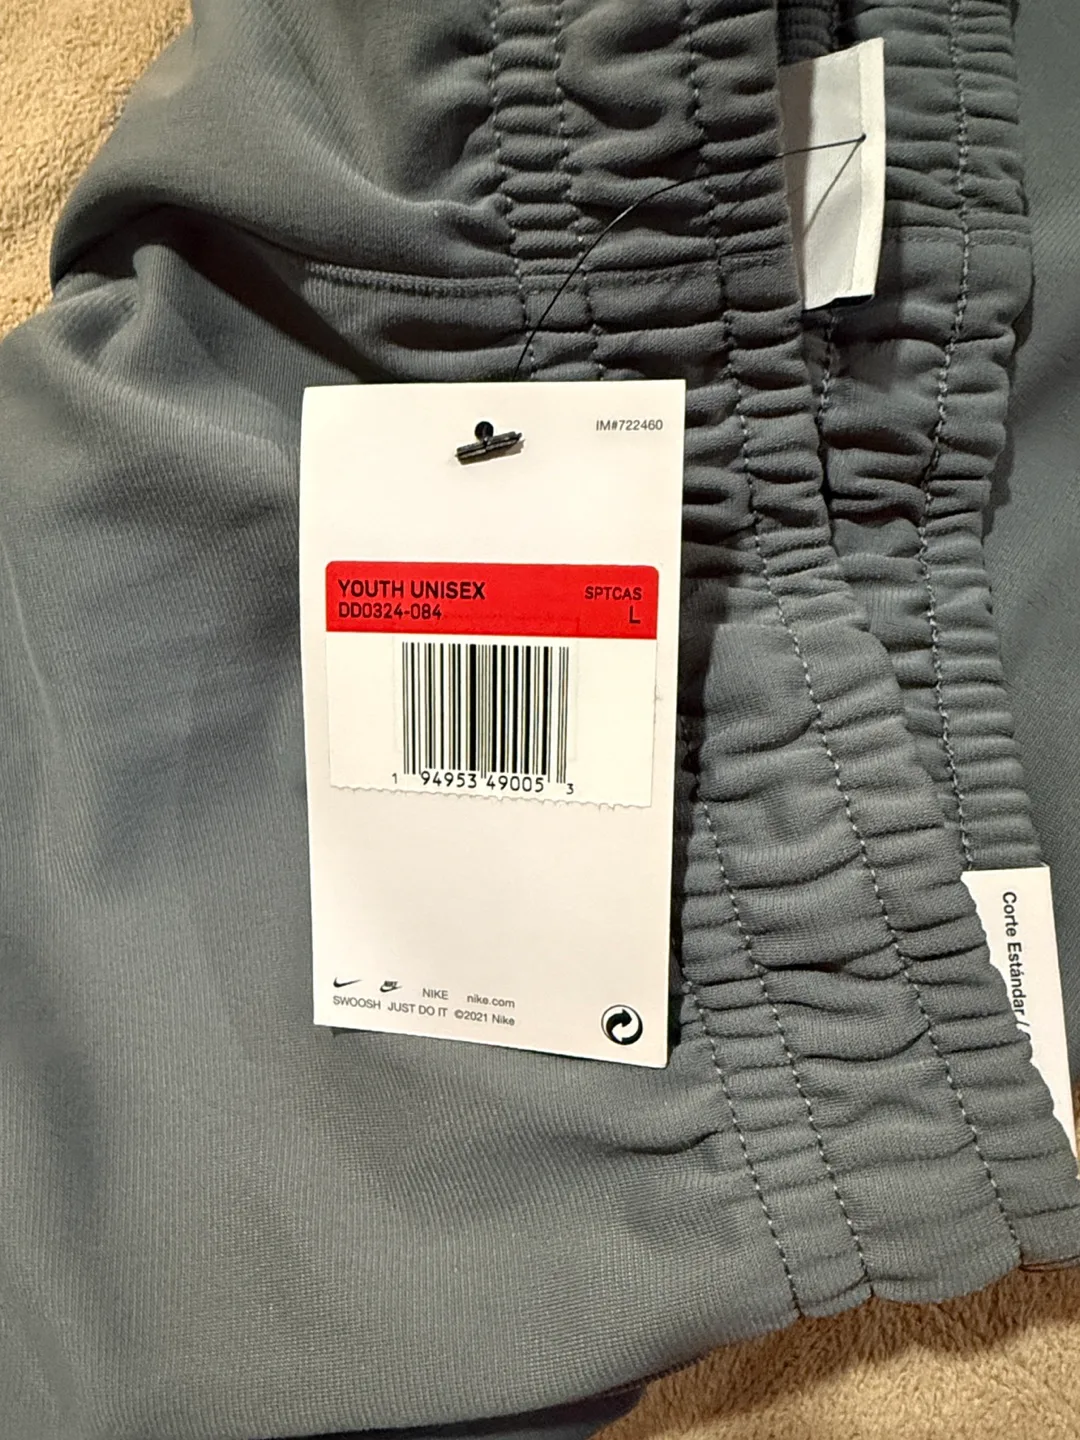 IM#722460
YOUTH UNISEX SPTCAS
DD0324-084 L
1 94953 49005 3
NIKE nike.com
SWOOSH JUST DO IT ©2021 Nike
Corte Estándar /